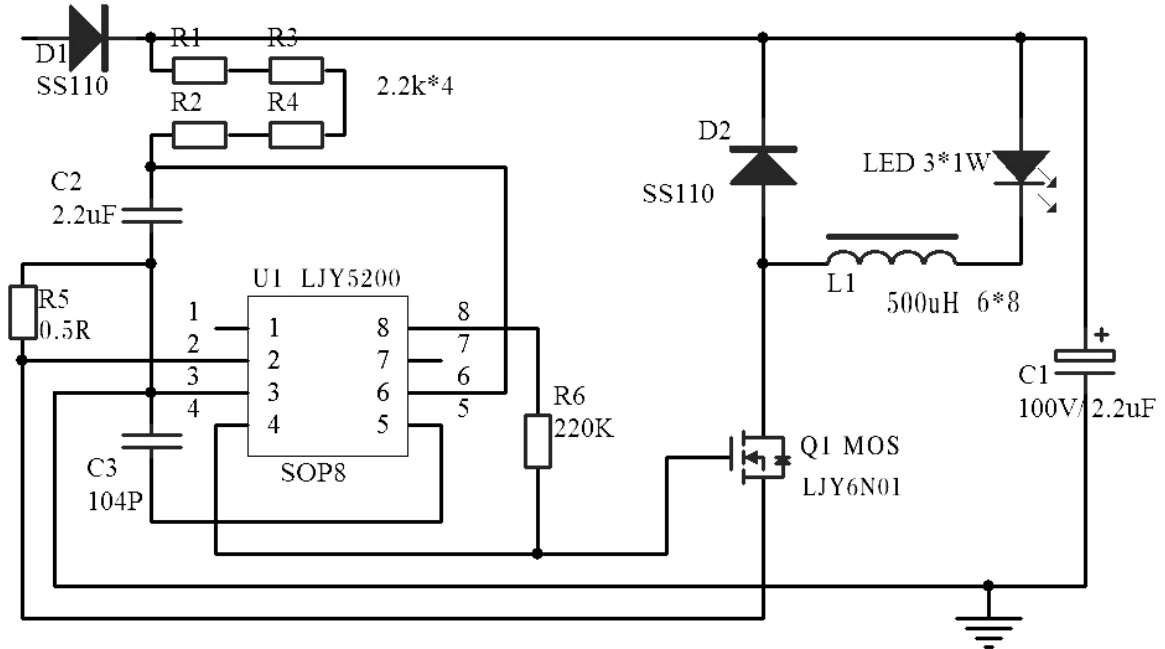 R1
R3
D1
SS110
2.2k*4
R2
R4
D2
LED 3*1W
SS110
C2
2.2uF
U1 LJY5200
L1
500uH 6*8
R5
0.5R
1
1
8
8
2
2
7
7
3
3
6
6
4
4
5
5
R6
220K
C1
100V/2.2uF
+
C3
104P
SOP8
Q1 MOS
LJY6N01